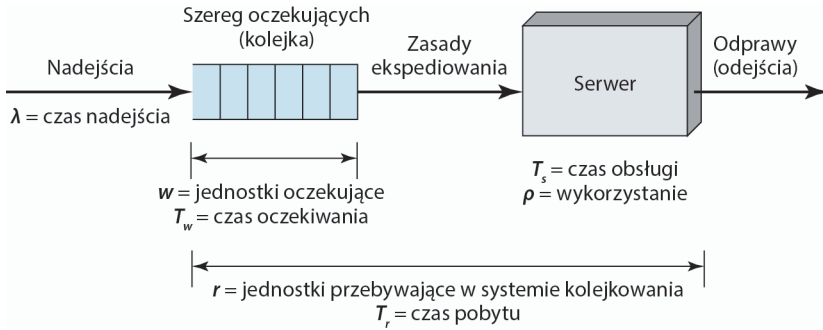 Szereg oczekujących
(kolejka)
Nadejścia
Zasady
ekspediowania
Serwer
Odprawy
(odejścia)
λ = czas nadejścia
w = jednostki oczekujące
T_w = czas oczekiwania
T_s = czas obsługi
ρ = wykorzystanie
r = jednostki przebywające w systemie kolejkowania
T_r = czas pobytu